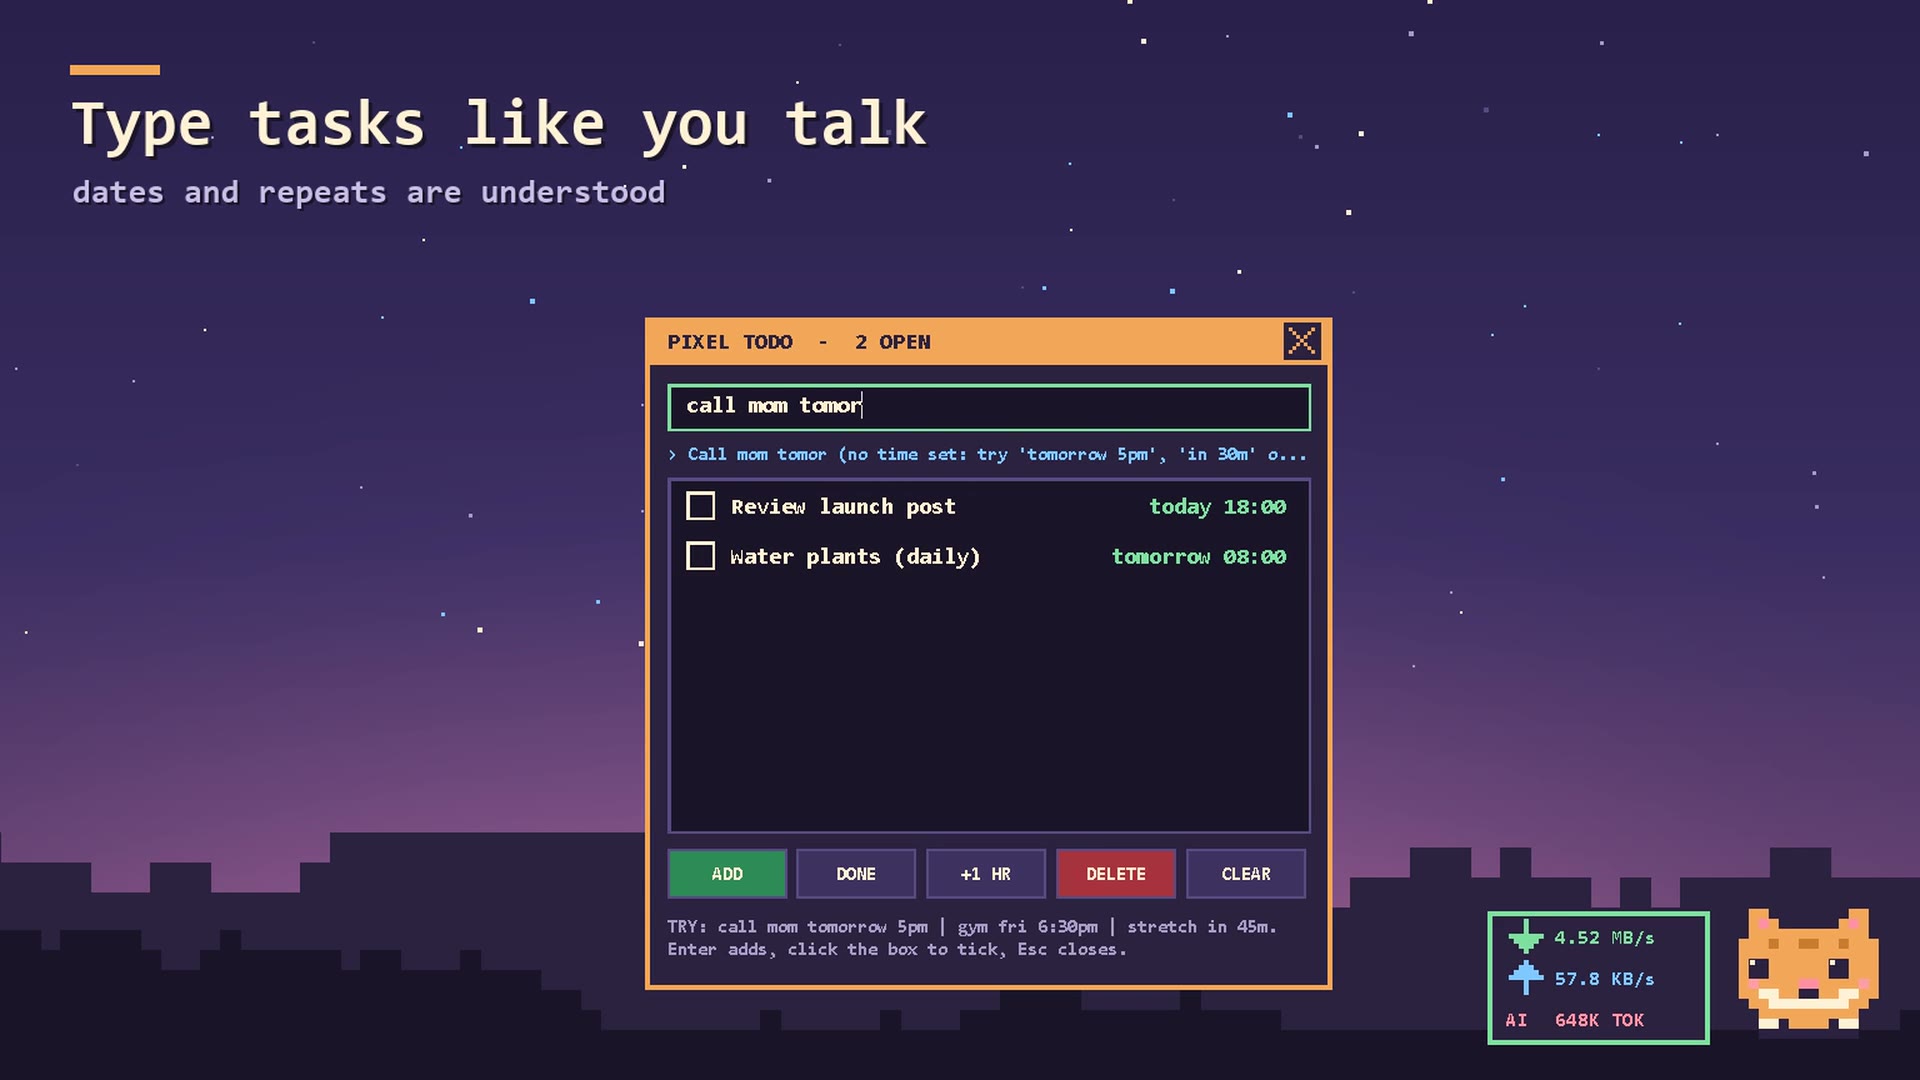 Type tasks like you talk
dates and repeats are understood
PIXEL TODO - 2 OPEN
call mom tomor
› Call mom tomor (no time set: try 'tomorrow 5pm', 'in 30m' o...
Review launch post today 18:00
Water plants (daily) tomorrow 08:00
ADD DONE +1 HR DELETE CLEAR
TRY: call mom tomorrow 5pm | gym fri 6:30pm | stretch in 45m.
Enter adds, click the box to tick, Esc closes.
4.52 MB/s
57.8 KB/s
AI 648K TOK